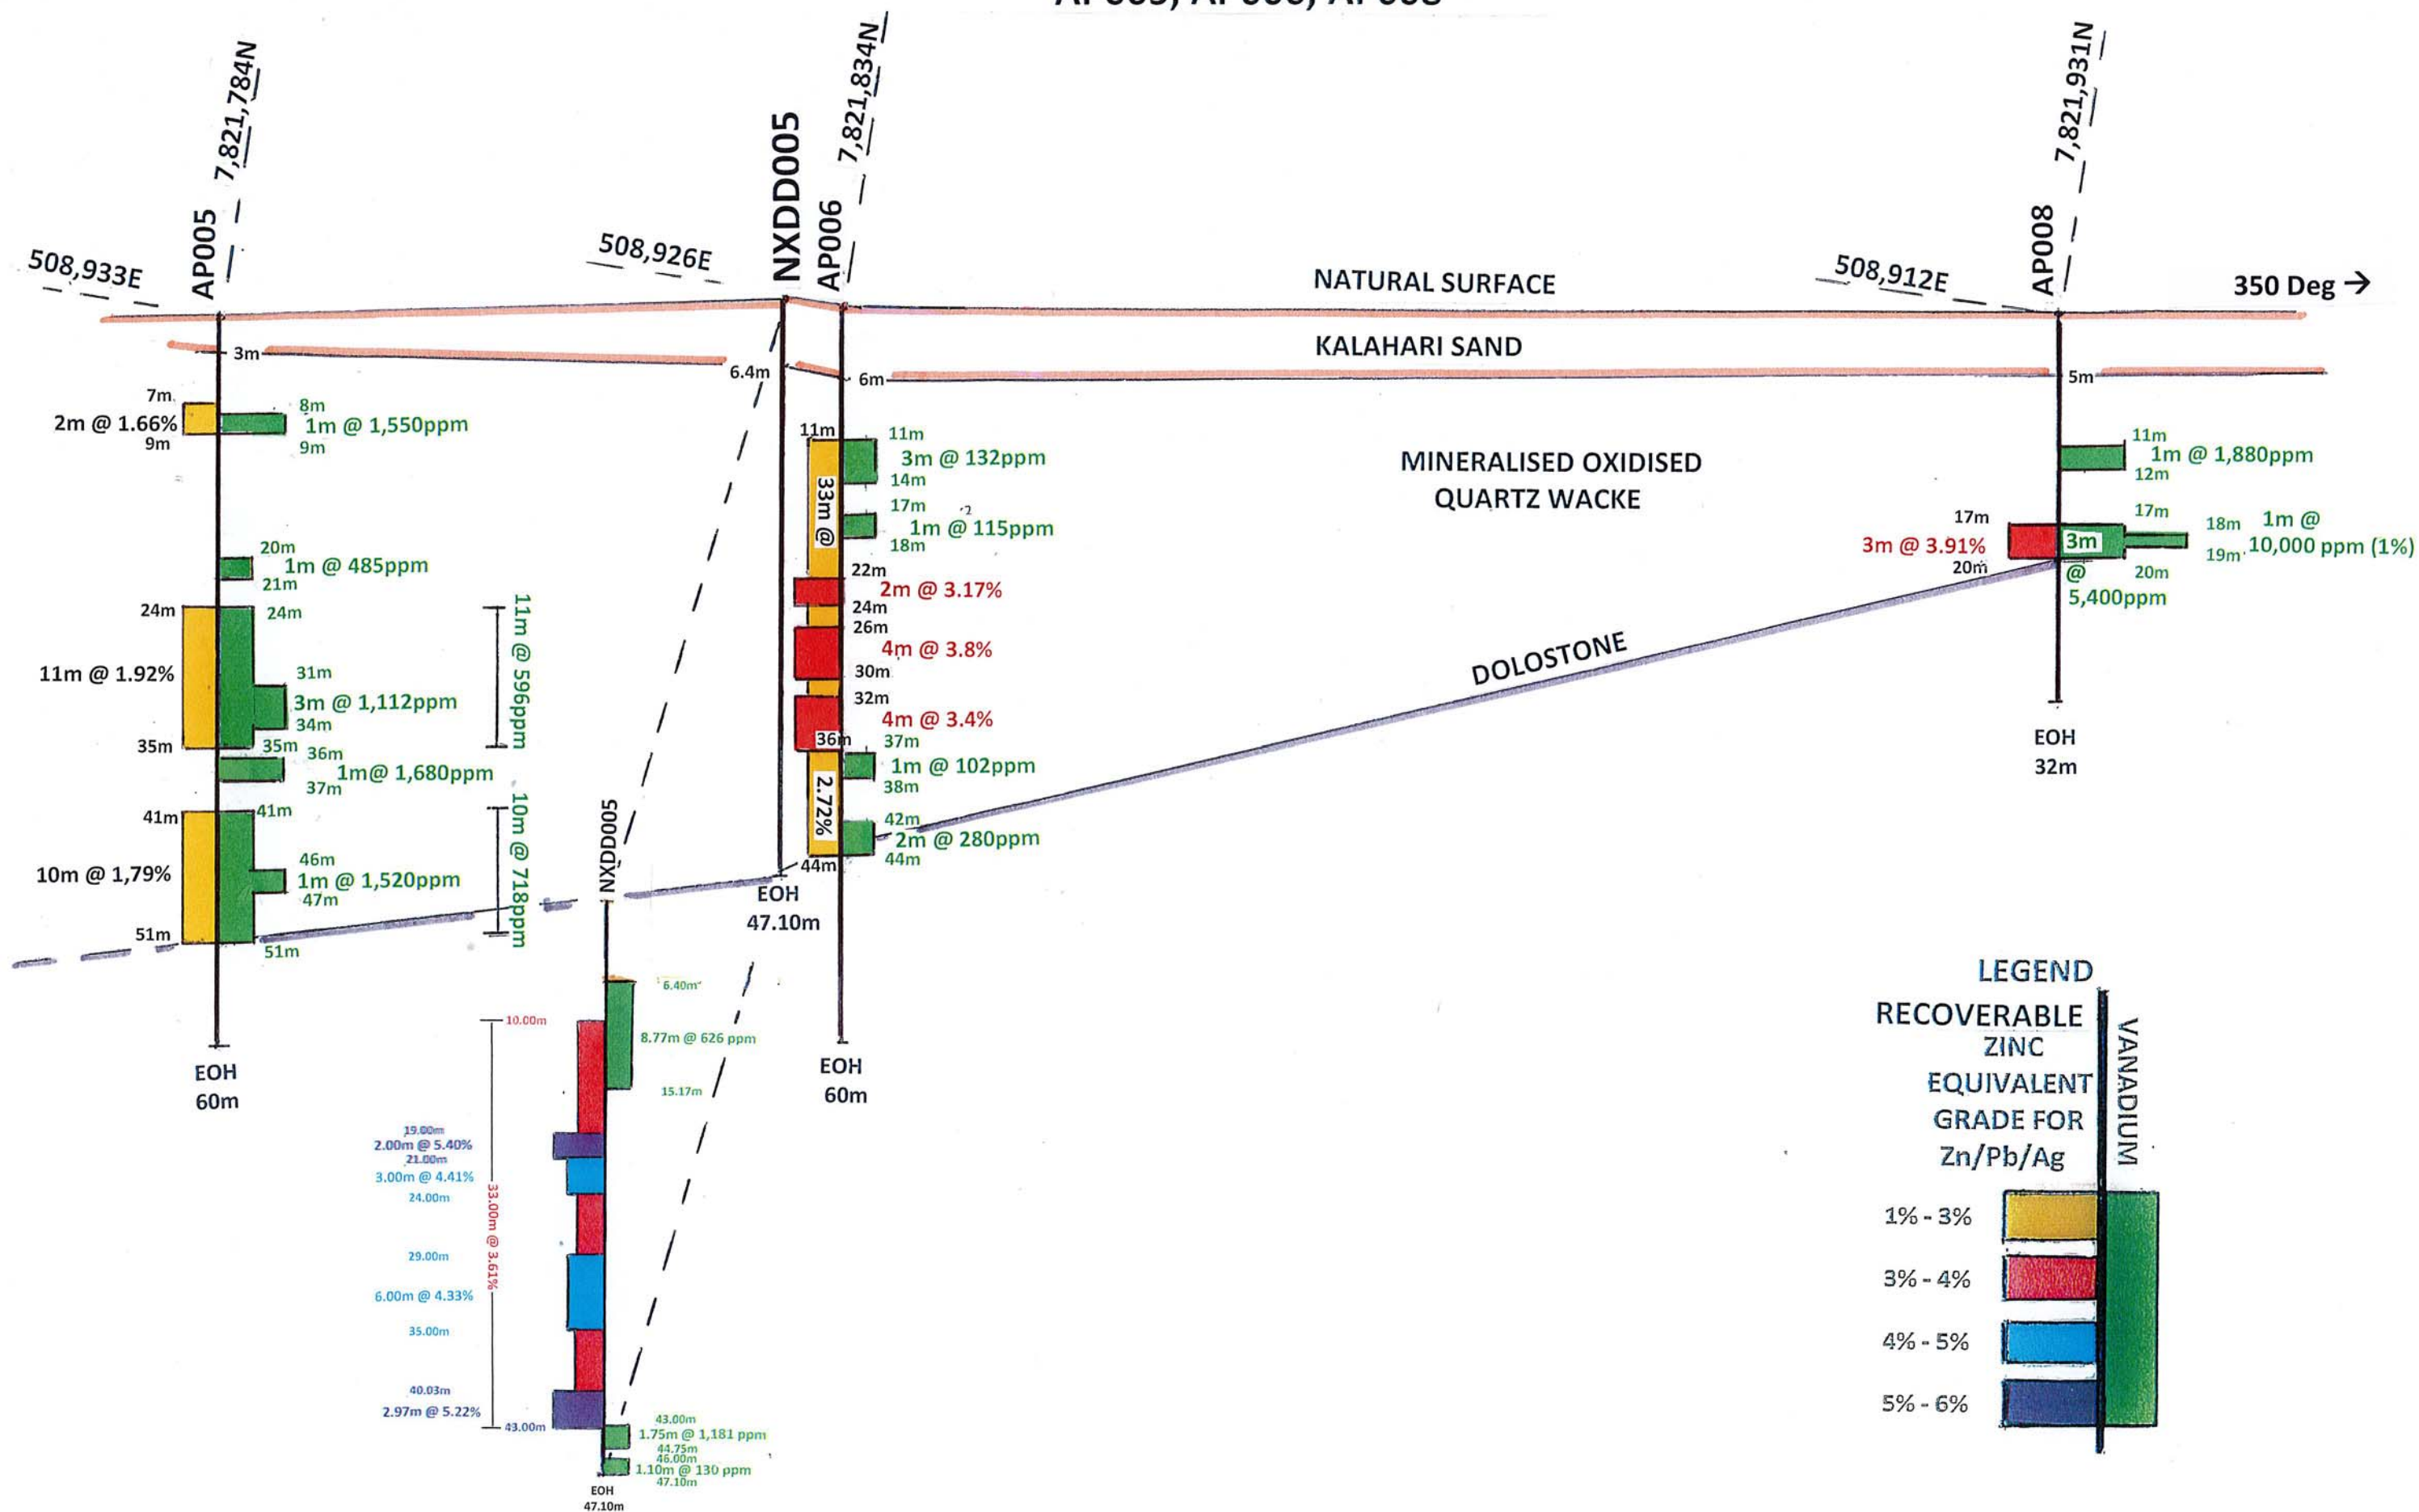 7,821,784N
7,821,834N
7,821,931N
AP005
NXDD005
AP006
AP008
508,933E
508,926E
508,912E
350 Deg →
NATURAL SURFACE
KALAHARI SAND
MINERALISED OXIDISED
QUARTZ WACKE
DOLOSTONE
3m
7m
2m @ 1.66%
9m
8m
1m @ 1,550ppm
9m
20m
1m @ 485ppm
21m
24m
11m @ 1.92%
35m
24m
31m
3m @ 1,112ppm
34m
35m
11m @ 596ppm
36m
1m@ 1,680ppm
37m
41m
10m @ 1,79%
51m
41m
46m
1m @ 1,520ppm
47m
51m
10m @ 718ppm
EOH
60m
6.4m
EOH
47.10m
6m
11m
33m @
2.72%
11m
3m @ 132ppm
14m
17m
1m @ 115ppm
18m
22m
2m @ 3.17%
24m
26m
4m @ 3.8%
30m
32m
4m @ 3.4%
36m
37m
1m @ 102ppm
38m
42m
2m @ 280ppm
44m
44m
EOH
60m
5m
11m
1m @ 1,880ppm
12m
17m
3m @ 3.91%
20m
17m
3m
@
5,400ppm
20m
18m
1m @
10,000 ppm (1%)
19m
EOH
32m
NXDD005
6.40m
8.77m @ 626 ppm
15.17m
10.00m
33.00m @ 3.61%
43.00m
19.00m
2.00m @ 5.40%
21.00m
3.00m @ 4.41%
24.00m
29.00m
6.00m @ 4.33%
35.00m
40.03m
2.97m @ 5.22%
43.00m
1.75m @ 1,181 ppm
44.75m
46.00m
1.10m @ 130 ppm
47.10m
EOH
47.10m
LEGEND
RECOVERABLE
ZINC
EQUIVALENT
GRADE FOR
Zn/Pb/Ag
VANADIUM
1% - 3%
3% - 4%
4% - 5%
5% - 6%